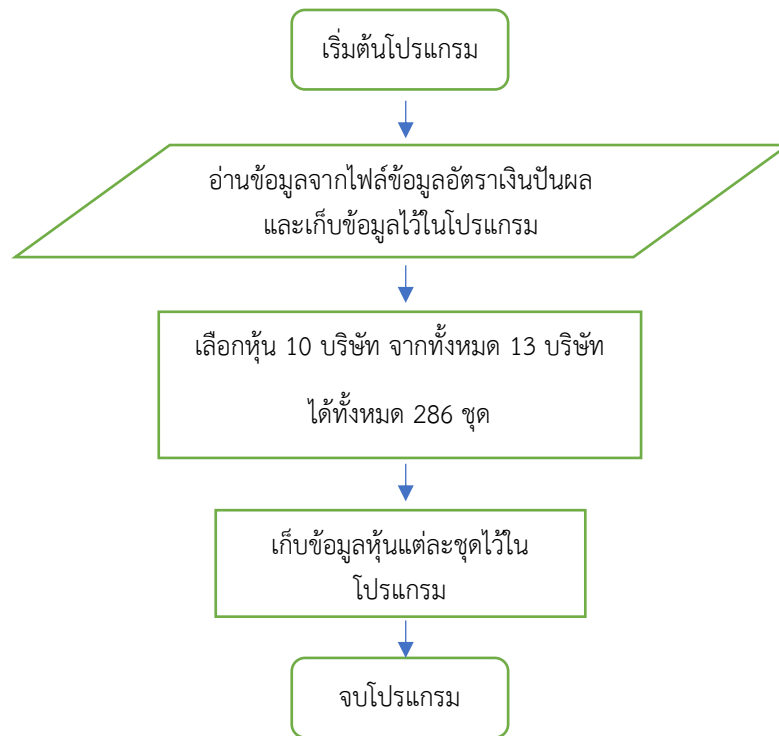 เริ่มต้นโปรแกรม
อ่านข้อมูลจากไฟล์ข้อมูลอัตราเงินปันผล
และเก็บข้อมูลไว้ในโปรแกรม
เลือกหุ้น 10 บริษัท จากทั้งหมด 13 บริษัท
ได้ทั้งหมด 286 ชุด
เก็บข้อมูลหุ้นแต่ละชุดไว้ใน
โปรแกรม
จบโปรแกรม